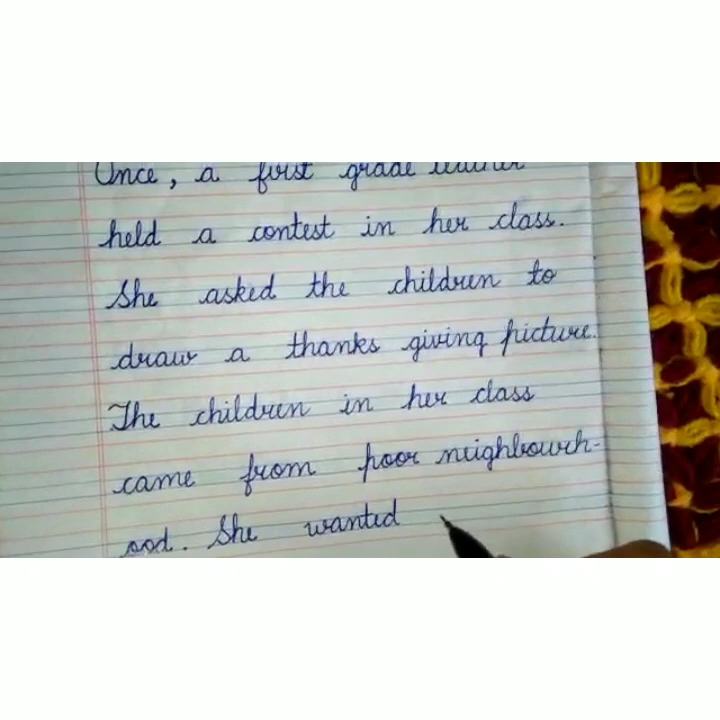 Once, a first grade teacher
held a contest in her class.
She asked the children to
draw a thanks giving picture.
The children in her class
came from poor neighbourh-
ood. She wanted